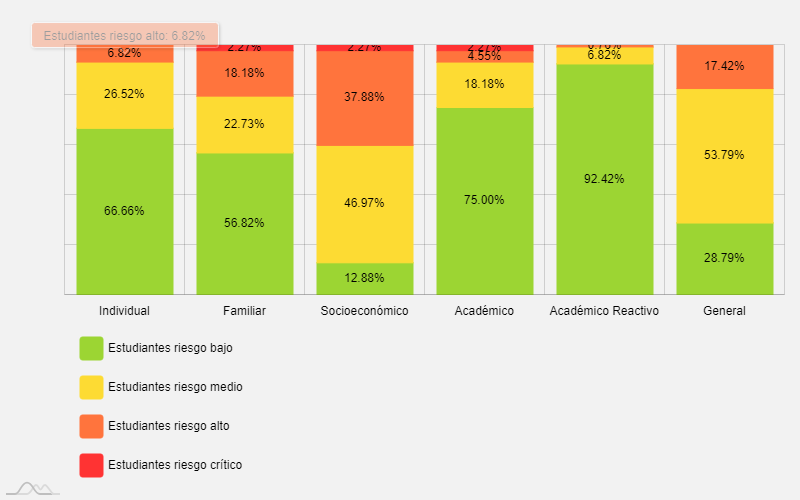 Estudiantes riesgo alto: 6.82%
2.27% 2.27% 2.27%
6.82% 4.55% 6.82%
18.18% 17.42%
26.52% 37.88% 18.18%
22.73% 53.79%
92.42%
66.66% 56.82% 46.97% 75.00%
12.88% 28.79%
Individual Familiar Socioeconómico Académico Académico Reactivo General
Estudiantes riesgo bajo
Estudiantes riesgo medio
Estudiantes riesgo alto
Estudiantes riesgo crítico